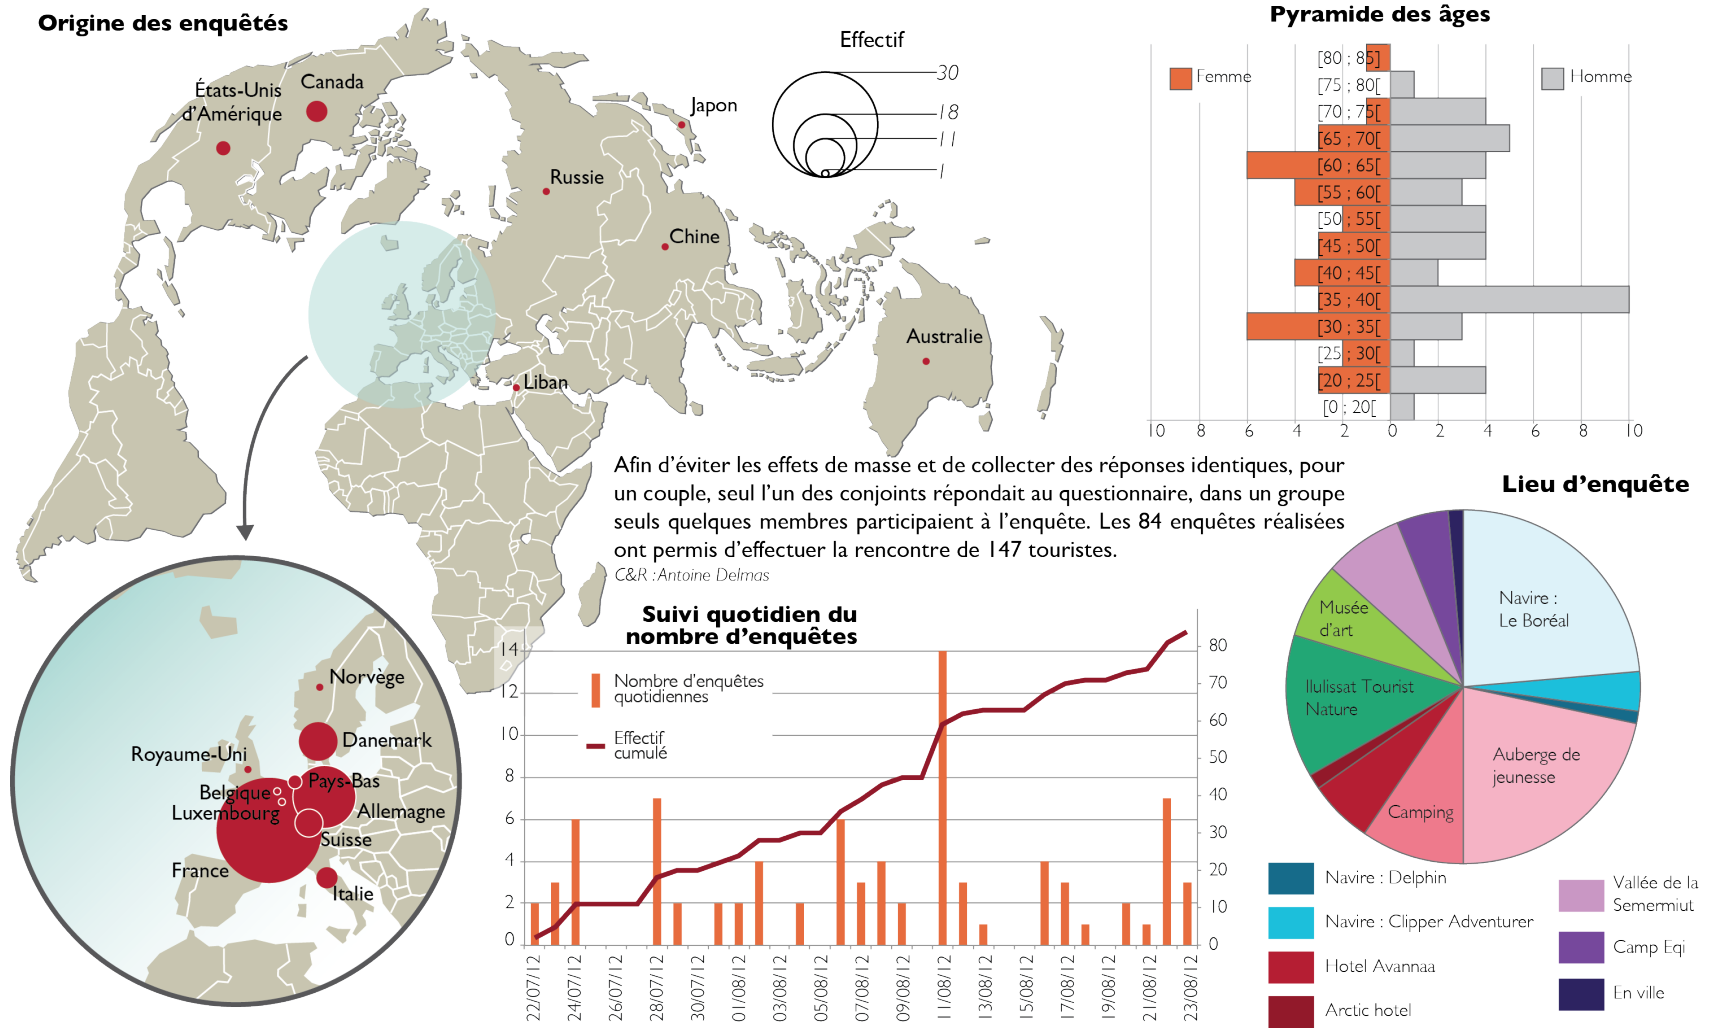 Origine des enquêtés
États-Unis
d'Amérique
Canada
Japon
Russie
Chine
Australie
Liban
Effectif
30
18
11
1
Pyramide des âges
Femme
Homme
[80 ; 85]
[75 ; 80[
[70 ; 75[
[65 ; 70[
[60 ; 65[
[55 ; 60[
[50 ; 55[
[45 ; 50[
[40 ; 45[
[35 ; 40[
[30 ; 35[
[25 ; 30[
[20 ; 25[
[0 ; 20[
10 8 6 4 2 0 2 4 6 8 10
Afin d'éviter les effets de masse et de collecter des réponses identiques, pour
un couple, seul l'un des conjoints répondait au questionnaire, dans un groupe
seuls quelques membres participaient à l'enquête. Les 84 enquêtes réalisées
ont permis d'effectuer la rencontre de 147 touristes.
C&R : Antoine Delmas
Norvège
Danemark
Royaume-Uni
Pays-Bas
Belgique
Luxembourg
Allemagne
Suisse
France
Italie
Suivi quotidien du
nombre d'enquêtes
Nombre d'enquêtes
quotidiennes
Effectif
cumulé
14
12
10
8
6
4
2
0
80
70
60
50
40
30
20
10
0
22/07/12
24/07/12
26/07/12
28/07/12
30/07/12
01/08/12
03/08/12
05/08/12
07/08/12
09/08/12
11/08/12
13/08/12
15/08/12
17/08/12
19/08/12
21/08/12
23/08/12
Lieu d'enquête
Navire :
Le Boréal
Musée
d'art
Ilulissat Tourist
Nature
Auberge de
jeunesse
Camping
Navire : Delphin
Navire : Clipper Adventurer
Hotel Avannaa
Arctic hotel
Vallée de la
Semermiut
Camp Eqi
En ville